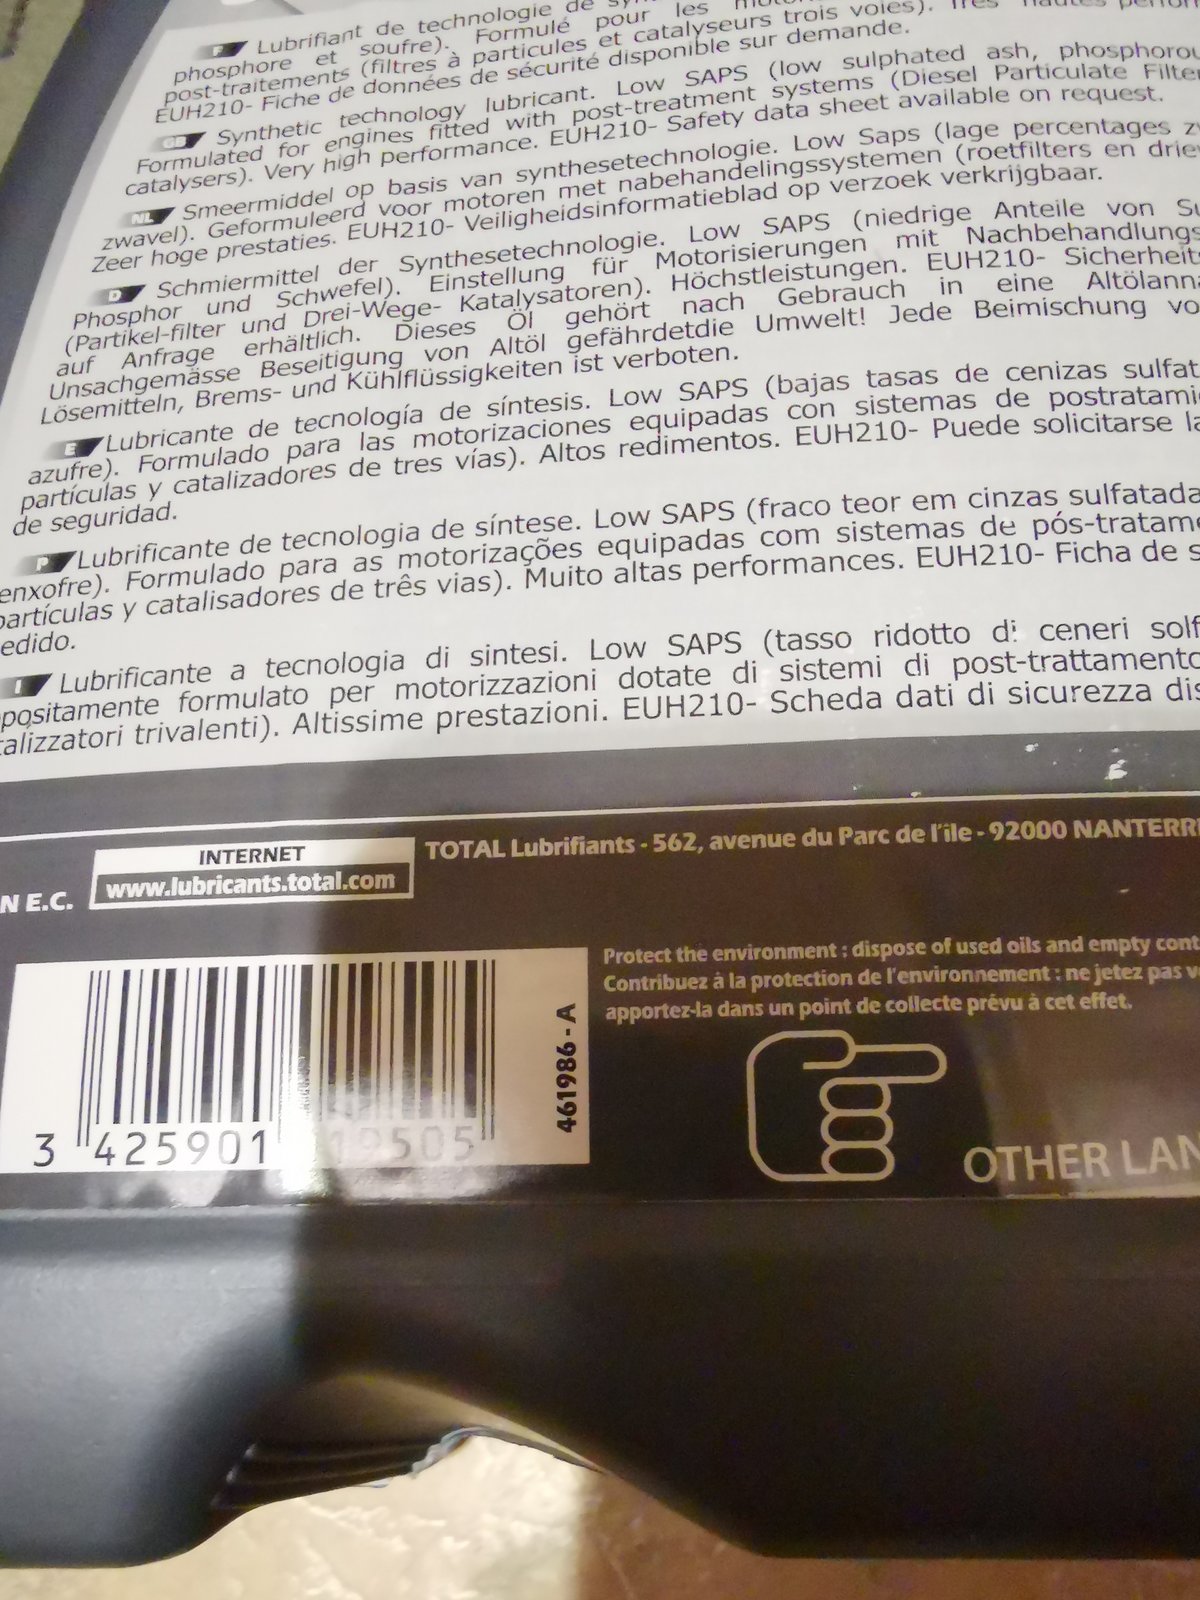 F Lubrifiant de technologie de
phosphore et soufre). Formulé pour les
post-traitements (filtres à particules et catalyseurs trois voies). Très hautes
EUH210- Fiche de données de sécurité disponible sur demande.
GB Synthetic technology lubricant. Low SAPS (low sulphated ash,
Formulated for engines fitted with post-treatment systems (Diesel Particulate
catalysers). Very high performance. EUH210- Safety data sheet available on request.
NL Smeermiddel op basis van synthesetechnologie. Low Saps (lage percentages
zwavel). Geformuleerd voor motoren met nabehandelingssystemen (roetfilters en
Zeer hoge prestaties. EUH210- Veiligheidsinformatieblad op verzoek verkrijgbaar.
D Schmiermittel der Synthesetechnologie. Low SAPS (niedrige Anteile von
Phosphor und Schwefel). Einstellung für Motorisierungen mit Nachbehandlungs
(Partikel-filter und Drei-Wege- Katalysatoren). Höchstleistungen. EUH210- Sicherheit
auf Anfrage erhältlich. Dieses Öl gehört nach Gebrauch in eine
Unsachgemässe Beseitigung von Altöl gefährdetdie Umwelt! Jede Beimischung
Lösemitteln, Brems- und Kühlflüssigkeiten ist verboten.
E Lubricante de tecnología de síntesis. Low SAPS (bajas tasas de cenizas sulfat
azufre). Formulado para las motorizaciones equipadas con sistemas de postratami
partículas y catalizadores de tres vías). Altos redimentos. EUH210- Puede solicitarse
de seguridad.
P Lubrificante de tecnologia de síntese. Low SAPS (fraco teor em cinzas sulfatada
enxofre). Formulado para as motorizações equipadas com sistemas de pós-tratam
partículas y catalisadores de três vias). Muito altas performances. EUH210- Ficha de
edido.
I Lubrificante a tecnologia di sintesi. Low SAPS (tasso ridotto di ceneri solf
positamente formulato per motorizzazioni dotate di sistemi di post-trattamento
talizzatori trivalenti). Altissime prestazioni. EUH210- Scheda dati di sicurezza dis
INTERNET
N E.C. www.lubricants.total.com
TOTAL Lubrifiants - 562, avenue du Parc de l'île - 92000 NANTERR
Protect the environment : dispose of used oils and empty cont
Contribuez à la protection de l'environnement : ne jetez pas
apportez-la dans un point de collecte prévu à cet effet.
461986 - A
3 425901 19505
OTHER LAN